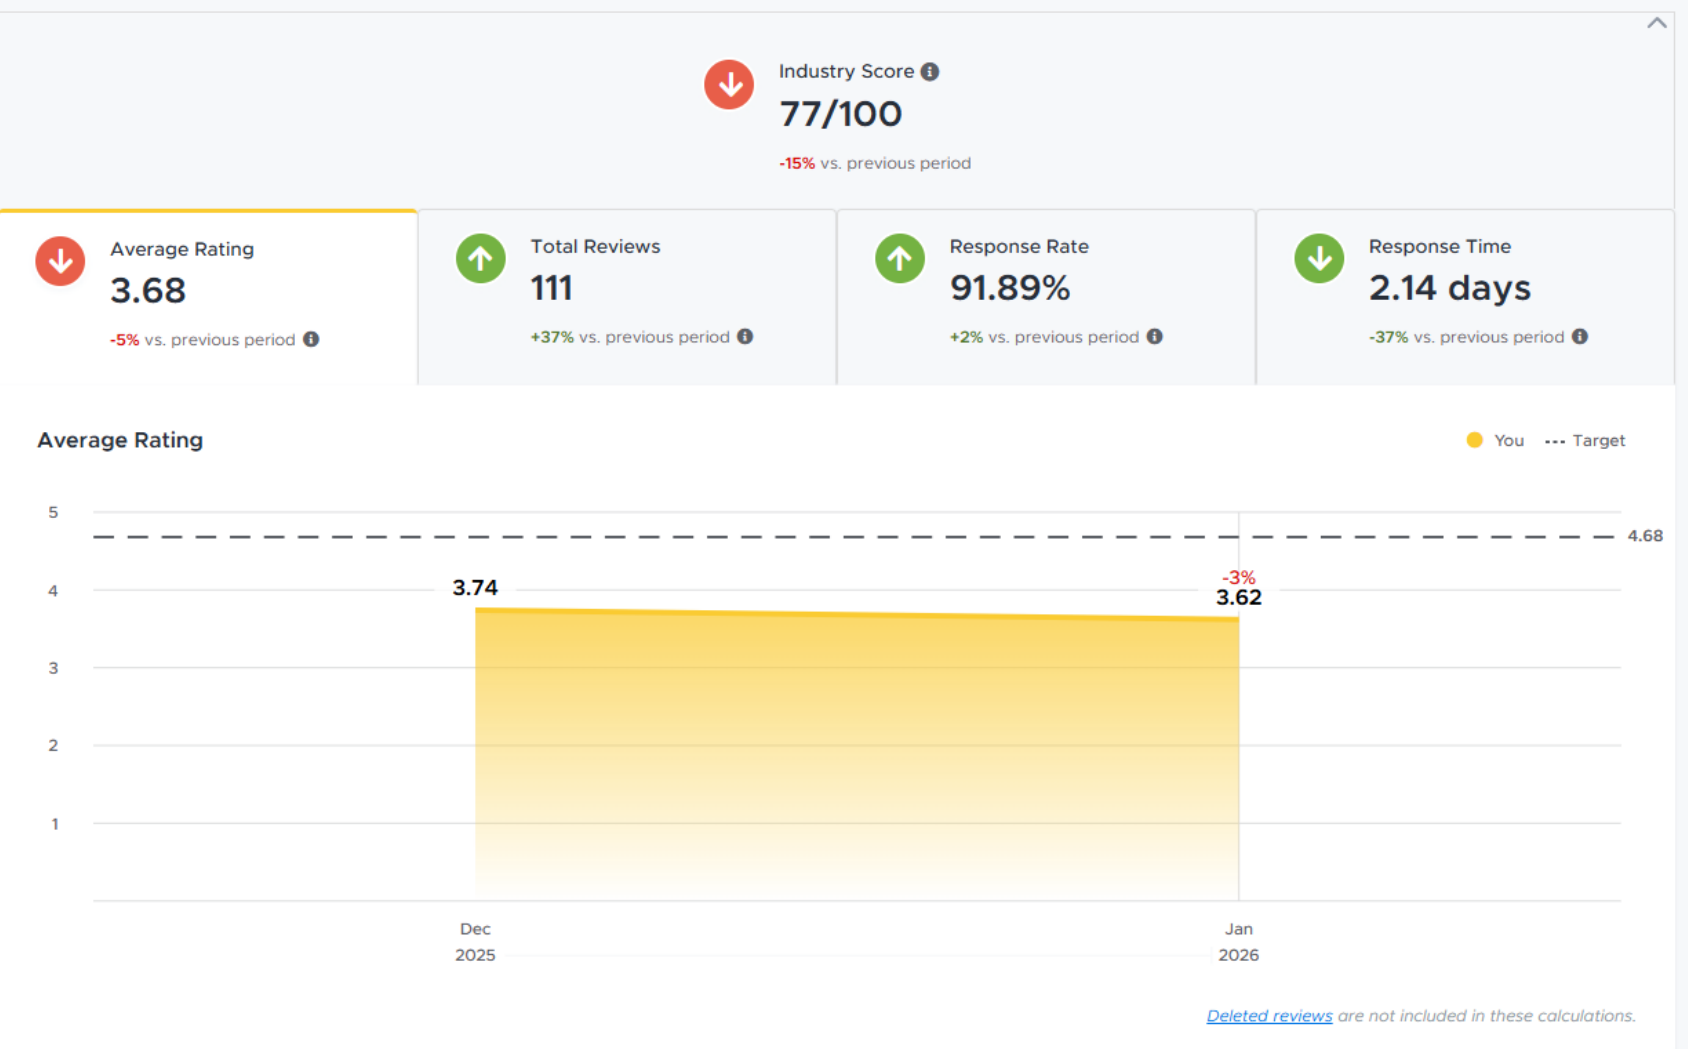 Industry Score
77/100
-15% vs. previous period
Average Rating
3.68
-5% vs. previous period
Total Reviews
111
+37% vs. previous period
Response Rate
91.89%
+2% vs. previous period
Response Time
2.14 days
-37% vs. previous period
Average Rating
You
Target
5
4.68
4
3.74
-3%
3.62
3
2
1
Dec
2025
Jan
2026
Deleted reviews are not included in these calculations.